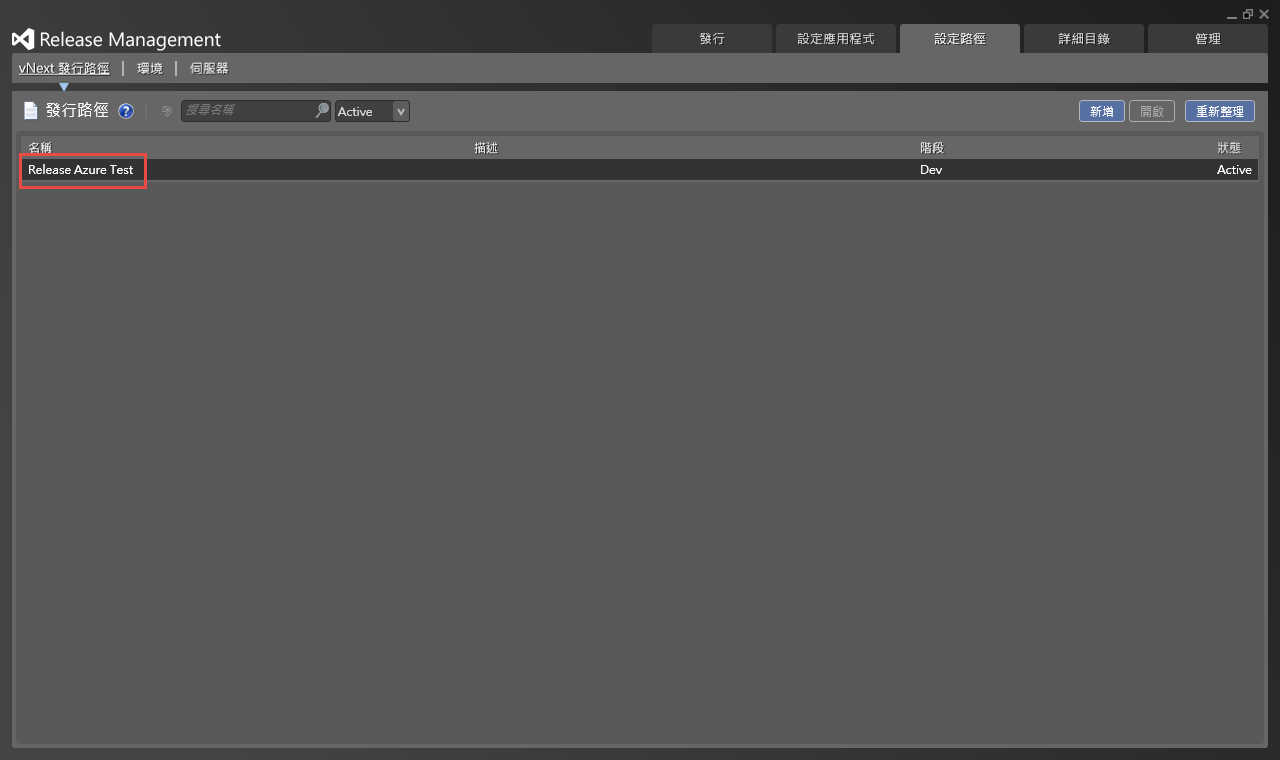 Release Management
發行 設定應用程式 設定路徑 詳細目錄 管理
vNext 發行路徑 | 環境 | 伺服器
發行路徑 ? 搜尋名稱 Active 新增 開啟 重新整理
名稱 描述 階段 狀態
Release Azure Test Dev Active